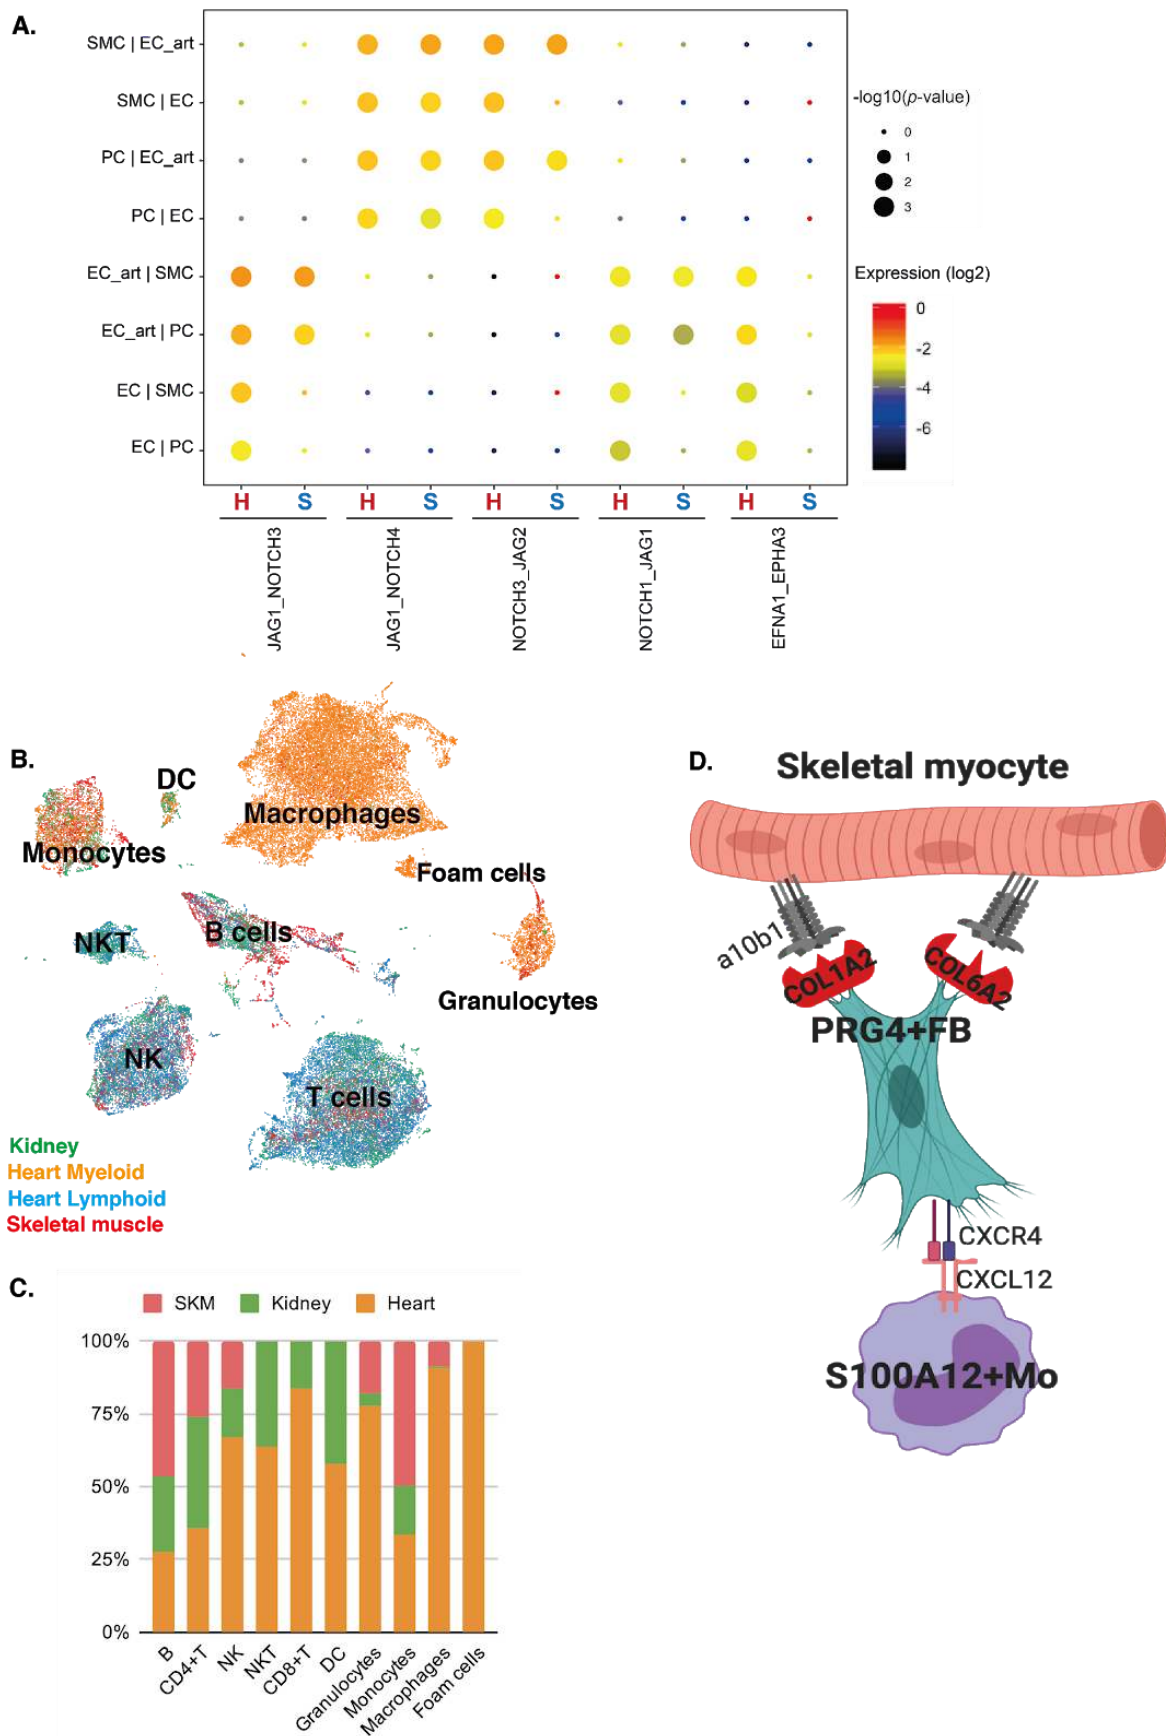 A.
SMC | EC_art
SMC | EC
PC | EC_art
PC | EC
EC_art | SMC
EC_art | PC
EC | SMC
EC | PC
H S H S H S H S H S
JAG1_NOTCH3
JAG1_NOTCH4
NOTCH3_JAG2
NOTCH1_JAG1
EFNA1_EPHA3
-log10(p-value)
0
1
2
3
Expression (log2)
0
-2
-4
-6
B.
DC
Macrophages
Monocytes
Foam cells
NKT
B cells
Granulocytes
NK
T cells
Kidney
Heart Myeloid
Heart Lymphoid
Skeletal muscle
C.
SKM Kidney Heart
100%
75%
50%
25%
0%
B
CD4+T
NK
NKT
CD8+T
DC
Granulocytes
Monocytes
Macrophages
Foam cells
D.
Skeletal myocyte
a10b1
COL1A2
COL6A2
PRG4+FB
CXCR4
CXCL12
S100A12+Mo